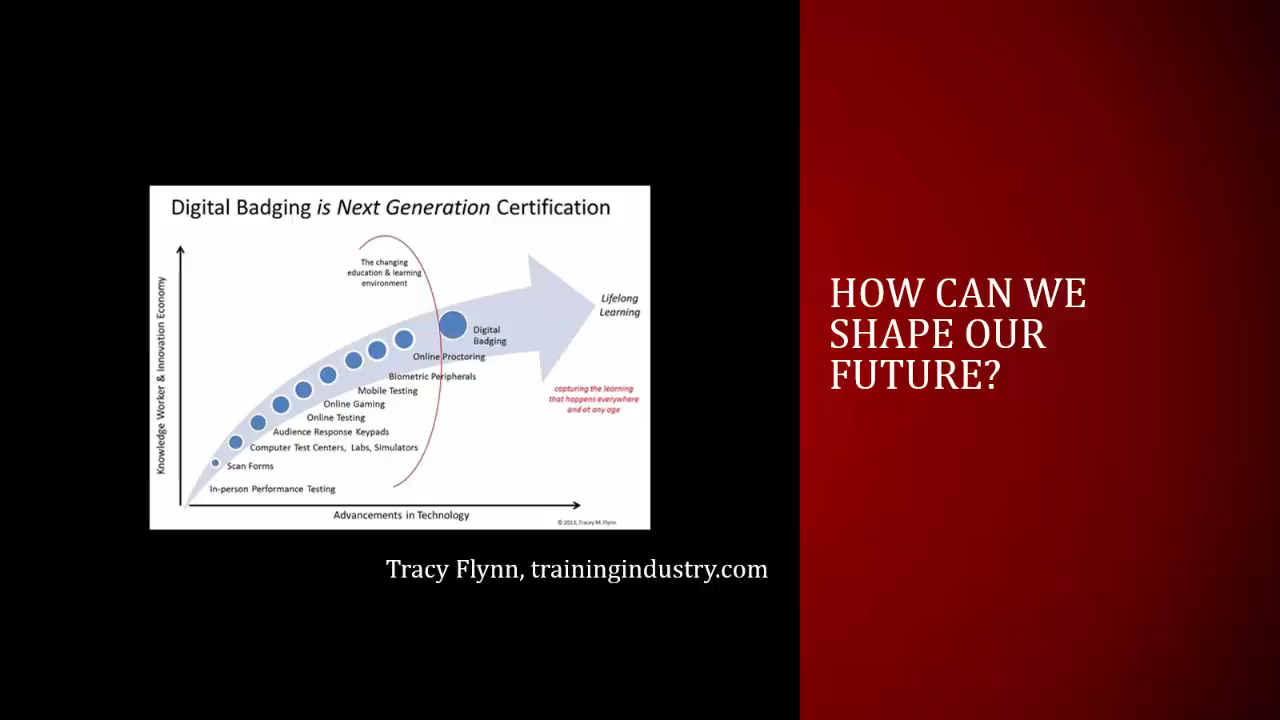 Digital Badging is Next Generation Certification
The changing
education & learning
environment
Knowledge Worker & Innovation Economy
Lifelong
Learning
Digital
Badging
Online Proctoring
Biometric Peripherals
Mobile Testing
Online Gaming
Online Testing
Audience Response Keypads
Computer Test Centers, Labs, Simulators
Scan Forms
In-person Performance Testing
capturing the learning
that happens everywhere
and at any age
Advancements in Technology
© 2013, Tracey M. Flynn
Tracy Flynn, trainingindustry.com
HOW CAN WE
SHAPE OUR
FUTURE?